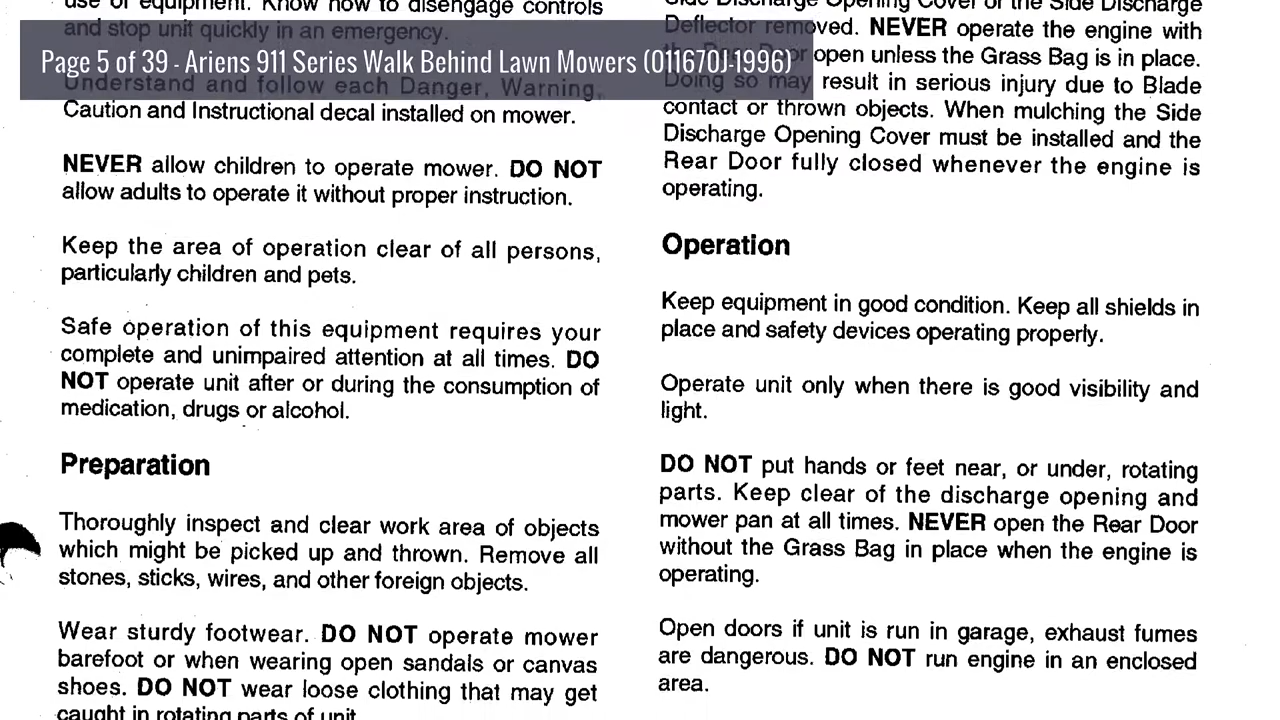 use of equipment. Know how to disengage controls
and stop unit quickly in an emergency.
Understand and follow each Danger, Warning,
Caution and Instructional decal installed on mower.
NEVER allow children to operate mower. DO NOT
allow adults to operate it without proper instruction.
Keep the area of operation clear of all persons,
particularly children and pets.
Safe operation of this equipment requires your
complete and unimpaired attention at all times. DO
NOT operate unit after or during the consumption of
medication, drugs or alcohol.
Preparation
Thoroughly inspect and clear work area of objects
which might be picked up and thrown. Remove all
stones, sticks, wires, and other foreign objects.
Wear sturdy footwear. DO NOT operate mower
barefoot or when wearing open sandals or canvas
shoes. DO NOT wear loose clothing that may get
caught in rotating parts of unit.
Side Discharge Opening Cover or the Side Discharge
Deflector removed. NEVER operate the engine with
the Rear Door open unless the Grass Bag is in place.
Doing so may result in serious injury due to Blade
contact or thrown objects. When mulching the Side
Discharge Opening Cover must be installed and the
Rear Door fully closed whenever the engine is
operating.
Operation
Keep equipment in good condition. Keep all shields in
place and safety devices operating properly.
Operate unit only when there is good visibility and
light.
DO NOT put hands or feet near, or under, rotating
parts. Keep clear of the discharge opening and
mower pan at all times. NEVER open the Rear Door
without the Grass Bag in place when the engine is
operating.
Open doors if unit is run in garage, exhaust fumes
are dangerous. DO NOT run engine in an enclosed
area.
Page 5 of 39 - Ariens 911 Series Walk Behind Lawn Mowers (011670J-1996)